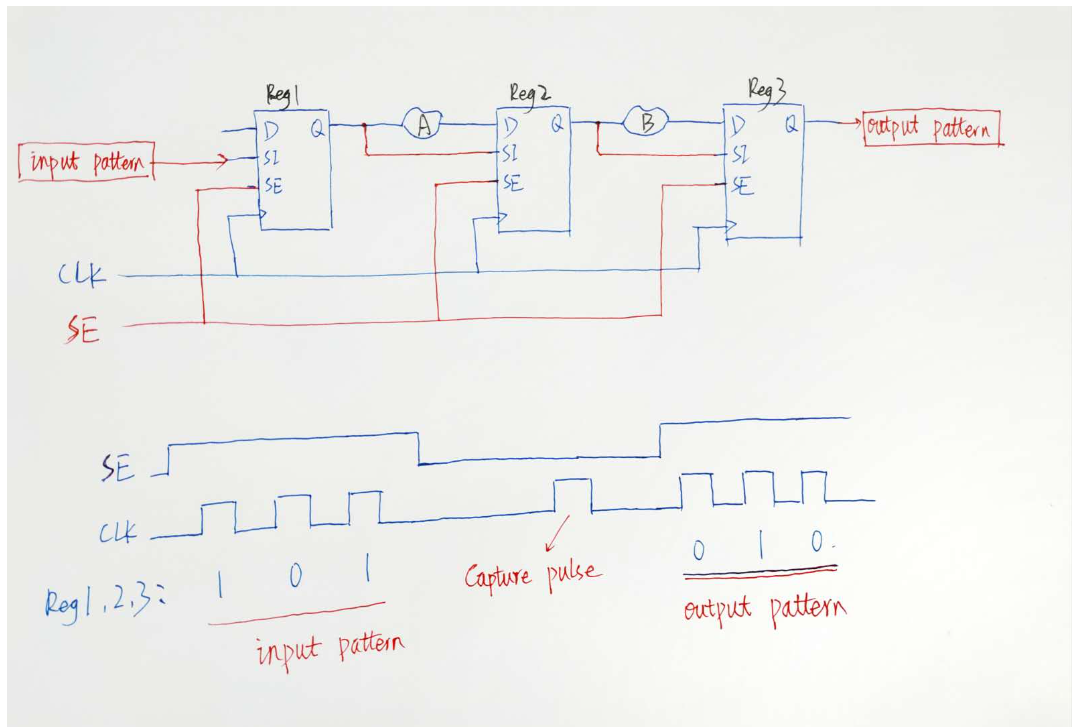 Reg1 Reg2 Reg3
D Q A D Q B D Q output pattern
input pattern SI SI SI
SE SE SE
CLK
SE
SE
CLK
Reg1,2,3: 1 0 1 Capture pulse 0 1 0.
input pattern output pattern